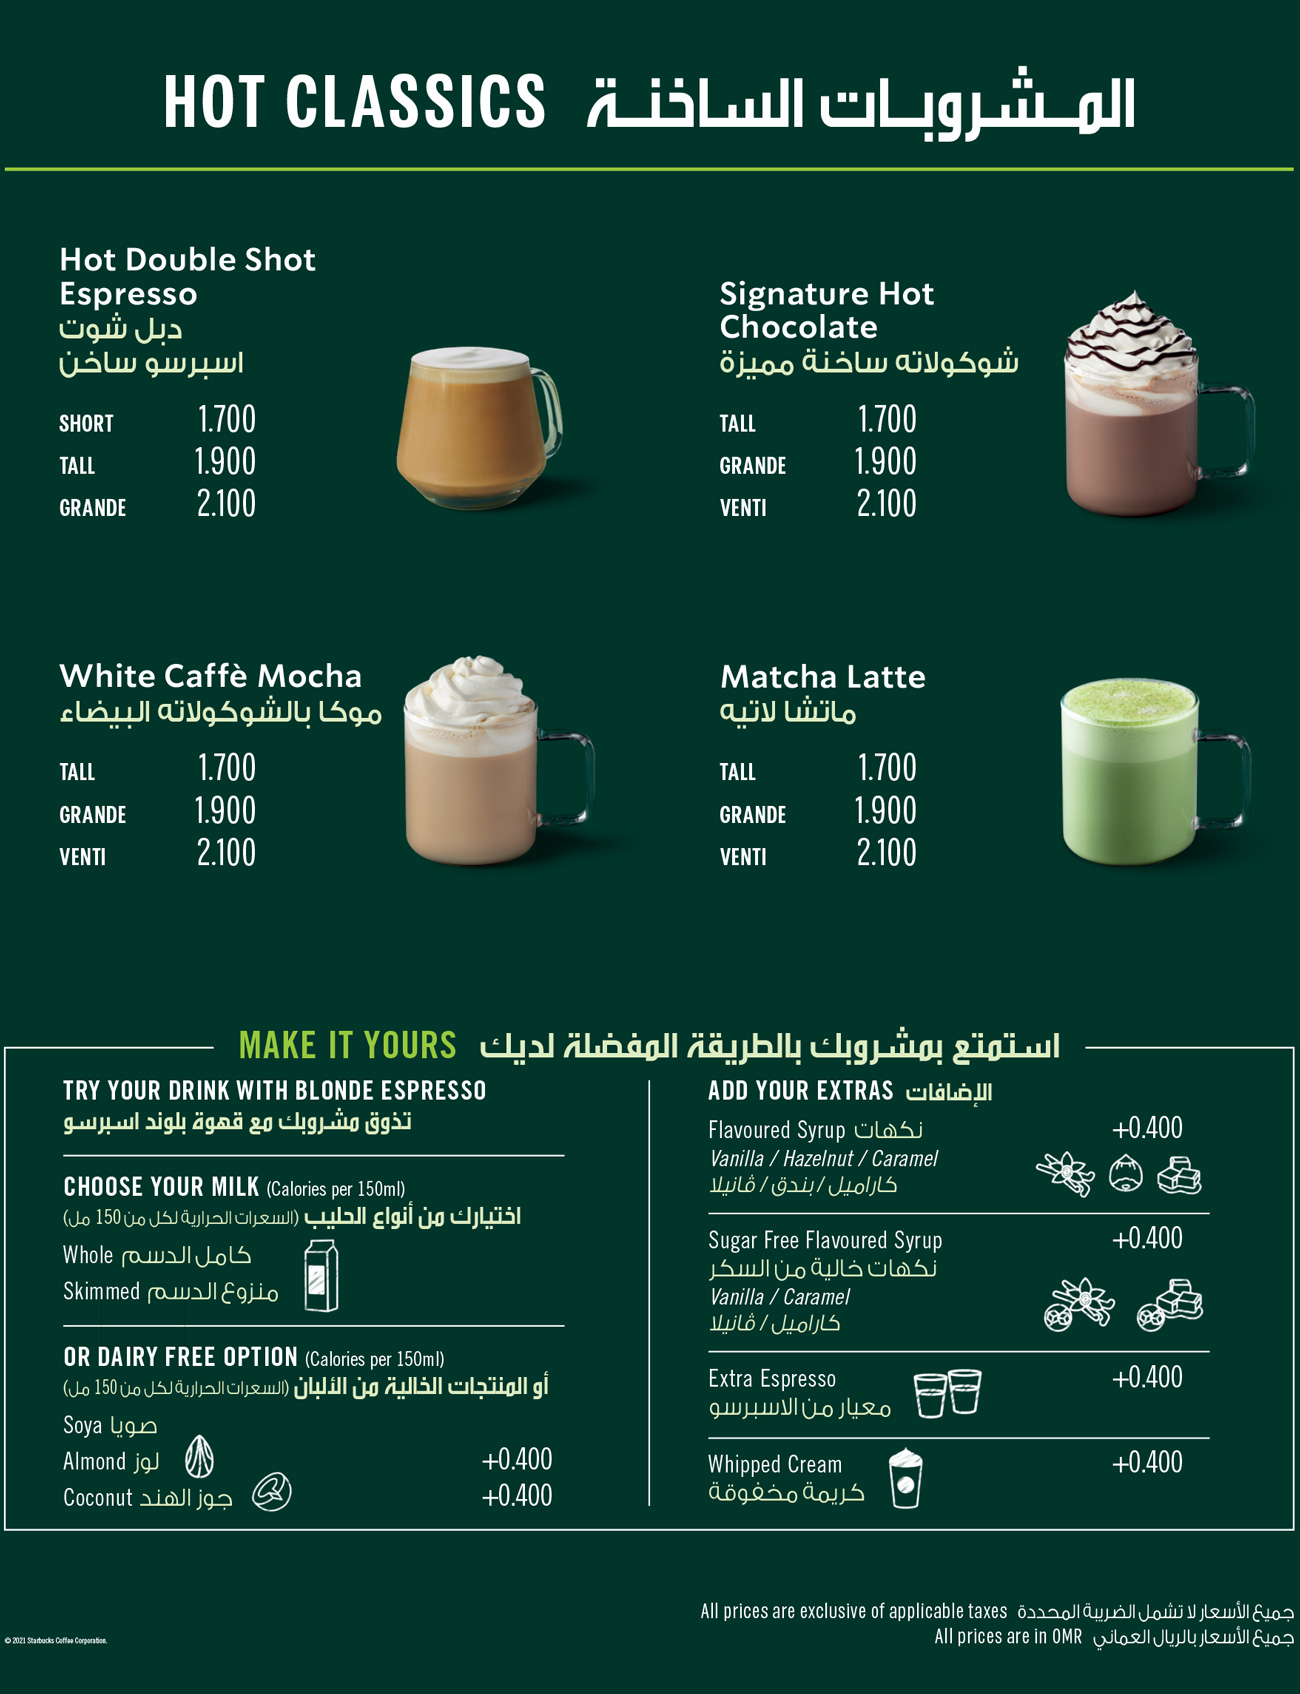 HOT CLASSICS المشروبات الساخنة
Hot Double Shot
Espresso
دبل شوت
اسبرسو ساخن
SHORT 1.700
TALL 1.900
GRANDE 2.100
Signature Hot
Chocolate
شوكولاته ساخنة مميزة
TALL 1.700
GRANDE 1.900
VENTI 2.100
White Caffè Mocha
موكا بالشوكولاته البيضاء
TALL 1.700
GRANDE 1.900
VENTI 2.100
Matcha Latte
ماتشا لاتيه
TALL 1.700
GRANDE 1.900
VENTI 2.100
MAKE IT YOURS استمتع بمشروبك بالطريقة المفضلة لديك
TRY YOUR DRINK WITH BLONDE ESPRESSO
تذوق مشروبك مع قهوة بلوند اسبرسو
CHOOSE YOUR MILK (Calories per 150ml)
اختيارك من أنواع الحليب (السعرات الحرارية لكل من 150 مل)
Whole كامل الدسم
Skimmed منزوع الدسم
OR DAIRY FREE OPTION (Calories per 150ml)
أو المنتجات الخالية من الألبان (السعرات الحرارية لكل من 150 مل)
Soya صويا
Almond لوز +0.400
Coconut جوز الهند +0.400
ADD YOUR EXTRAS الإضافات
Flavoured Syrup نكهات +0.400
Vanilla / Hazelnut / Caramel
كاراميل / بندق / ڤانيلا
Sugar Free Flavoured Syrup +0.400
نكهات خالية من السكر
Vanilla / Caramel
كاراميل / ڤانيلا
Extra Espresso +0.400
معيار من الاسبرسو
Whipped Cream +0.400
كريمة مخفوقة
All prices are exclusive of applicable taxes جميع الأسعار لا تشمل الضريبة المحددة
All prices are in OMR جميع الأسعار بالريال العماني
© 2021 Starbucks Coffee Corporation.